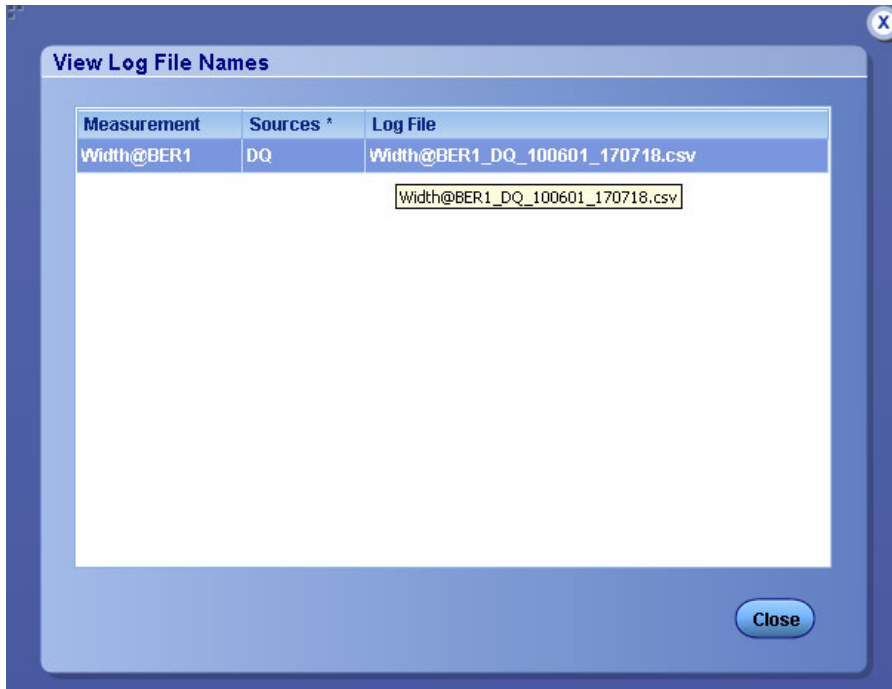 X
View Log File Names
Measurement Sources * Log File
Width@BER1 DQ Width@BER1_DQ_100601_170718.csv
Width@BER1_DQ_100601_170718.csv
Close